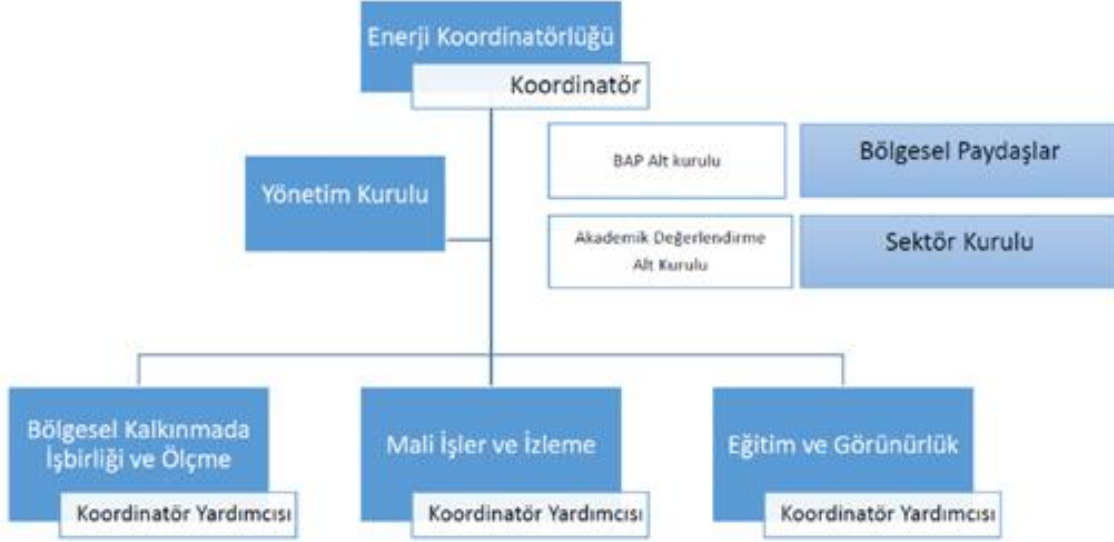 Enerji Koordinatörlüğü
Koordinatör
BAP Alt kurulu
Bölgesel Paydaşlar
Yönetim Kurulu
Akademik Değerlendirme
Alt Kurulu
Sektör Kurulu
Bölgesel Kalkınmada
İşbirliği ve Ölçme
Koordinatör Yardımcısı
Mali İşler ve İzleme
Koordinatör Yardımcısı
Eğitim ve Görünürlük
Koordinatör Yardımcısı